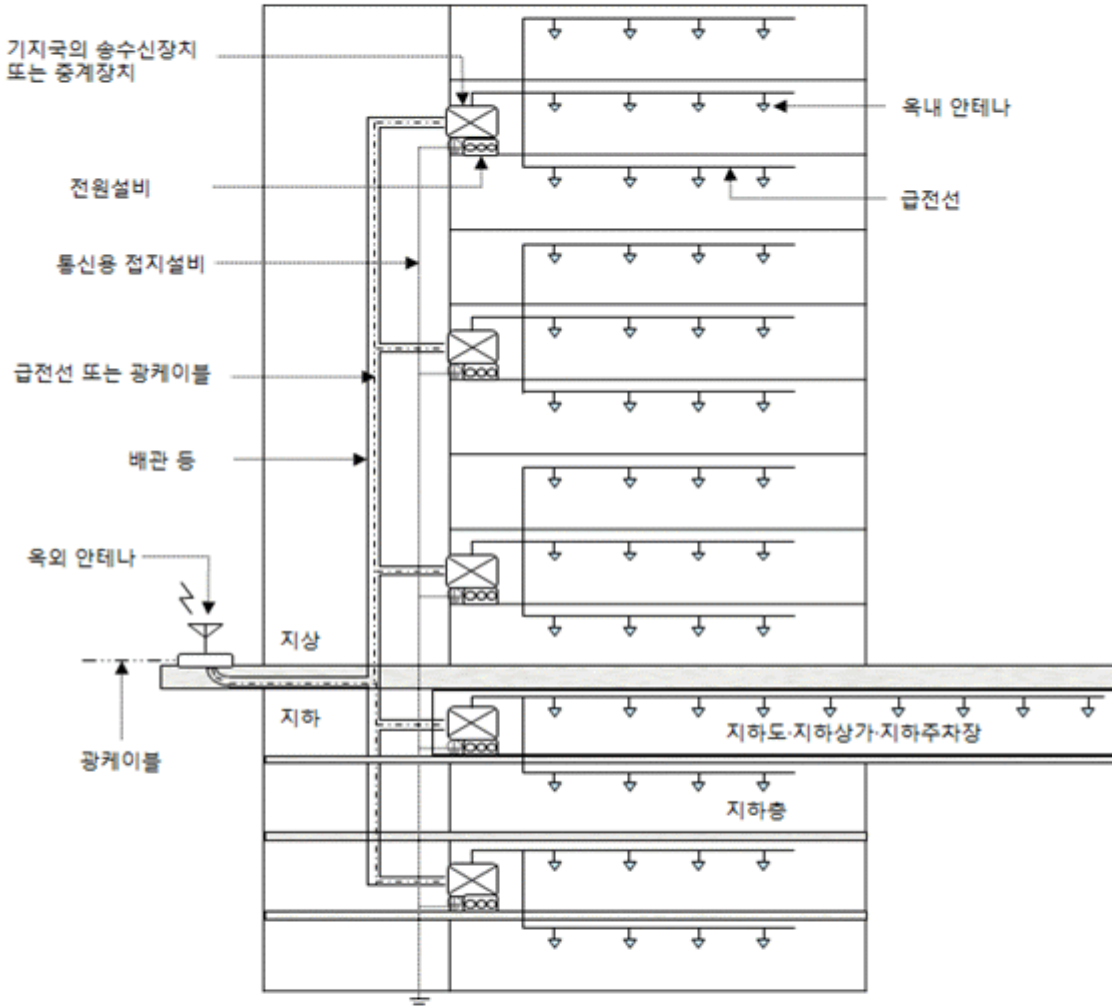 기지국의 송수신장치
또는 중계장치
옥내 안테나
전원설비
급전선
통신용 접지설비
급전선 또는 광케이블
배관 등
옥외 안테나
지상
지하
지하도·지하상가·지하주차장
광케이블
지하층